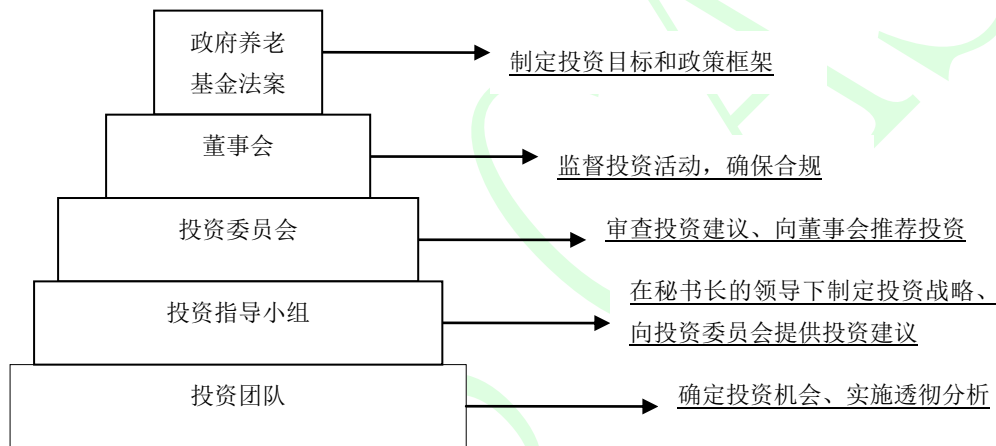 政府养老
基金法案
制定投资目标和政策框架
董事会
监督投资活动，确保合规
投资委员会
审查投资建议、向董事会推荐投资
投资指导小组
在秘书长的领导下制定投资战略、
向投资委员会提供投资建议
投资团队
确定投资机会、实施透彻分析